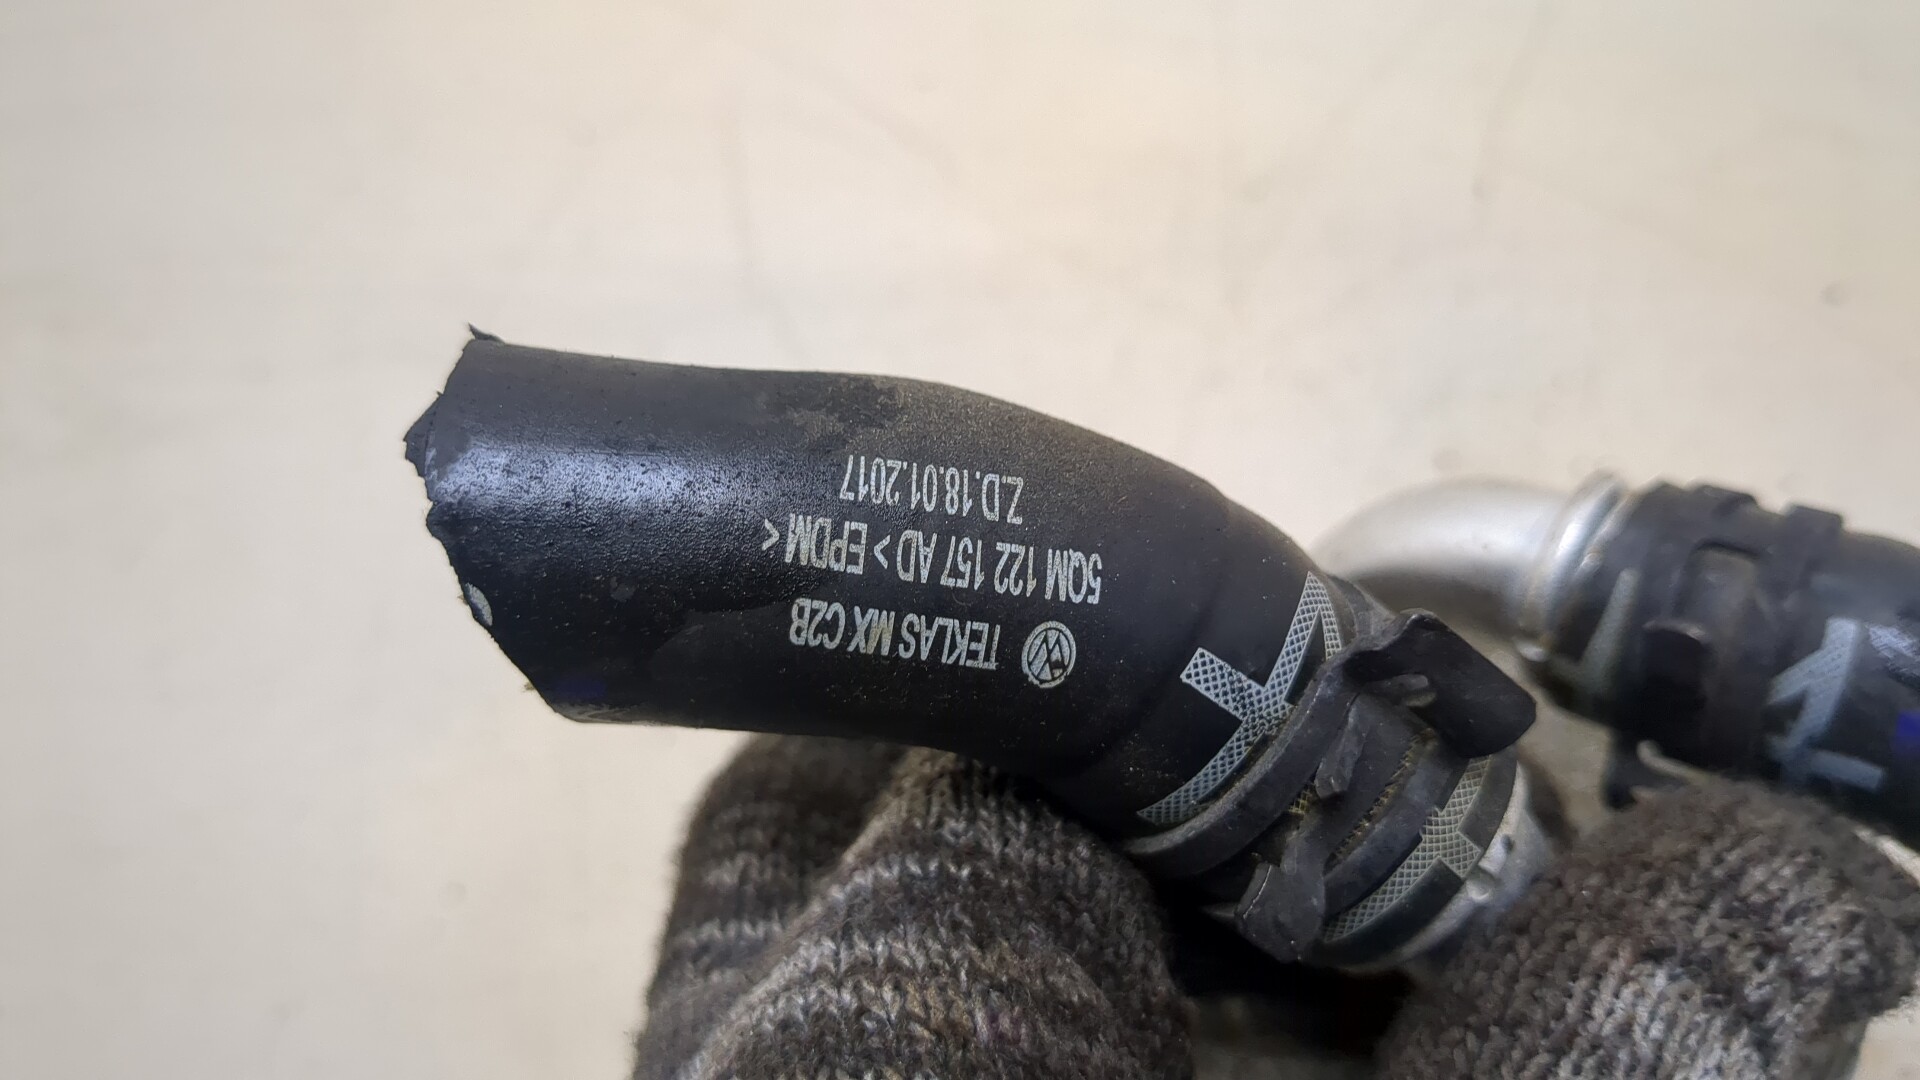 TEKLAS MX C2B
5QM 122 157 AD > EPDM <
Z.D.18.01.2017